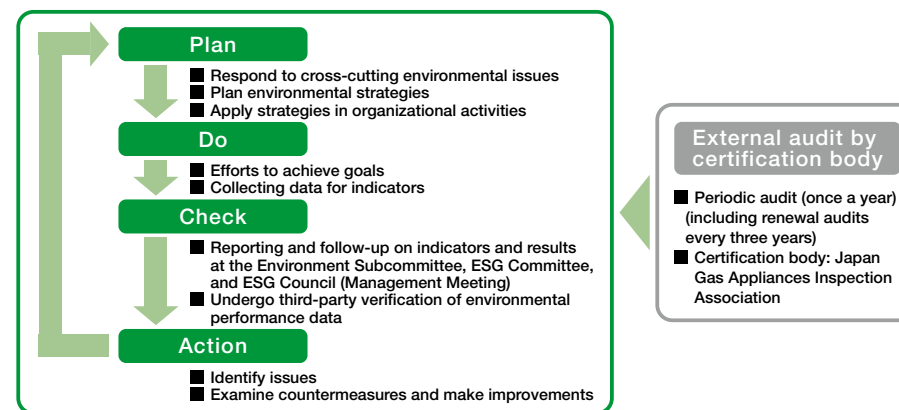 Plan
■ Respond to cross-cutting environmental issues
■ Plan environmental strategies
■ Apply strategies in organizational activities
Do
■ Efforts to achieve goals
■ Collecting data for indicators
Check
■ Reporting and follow-up on indicators and results
at the Environment Subcommittee, ESG Committee,
and ESG Council (Management Meeting)
■ Undergo third-party verification of environmental
performance data
Action
■ Identify issues
■ Examine countermeasures and make improvements
External audit by
certification body
■ Periodic audit (once a year)
(including renewal audits
every three years)
■ Certification body: Japan
Gas Appliances Inspection
Association